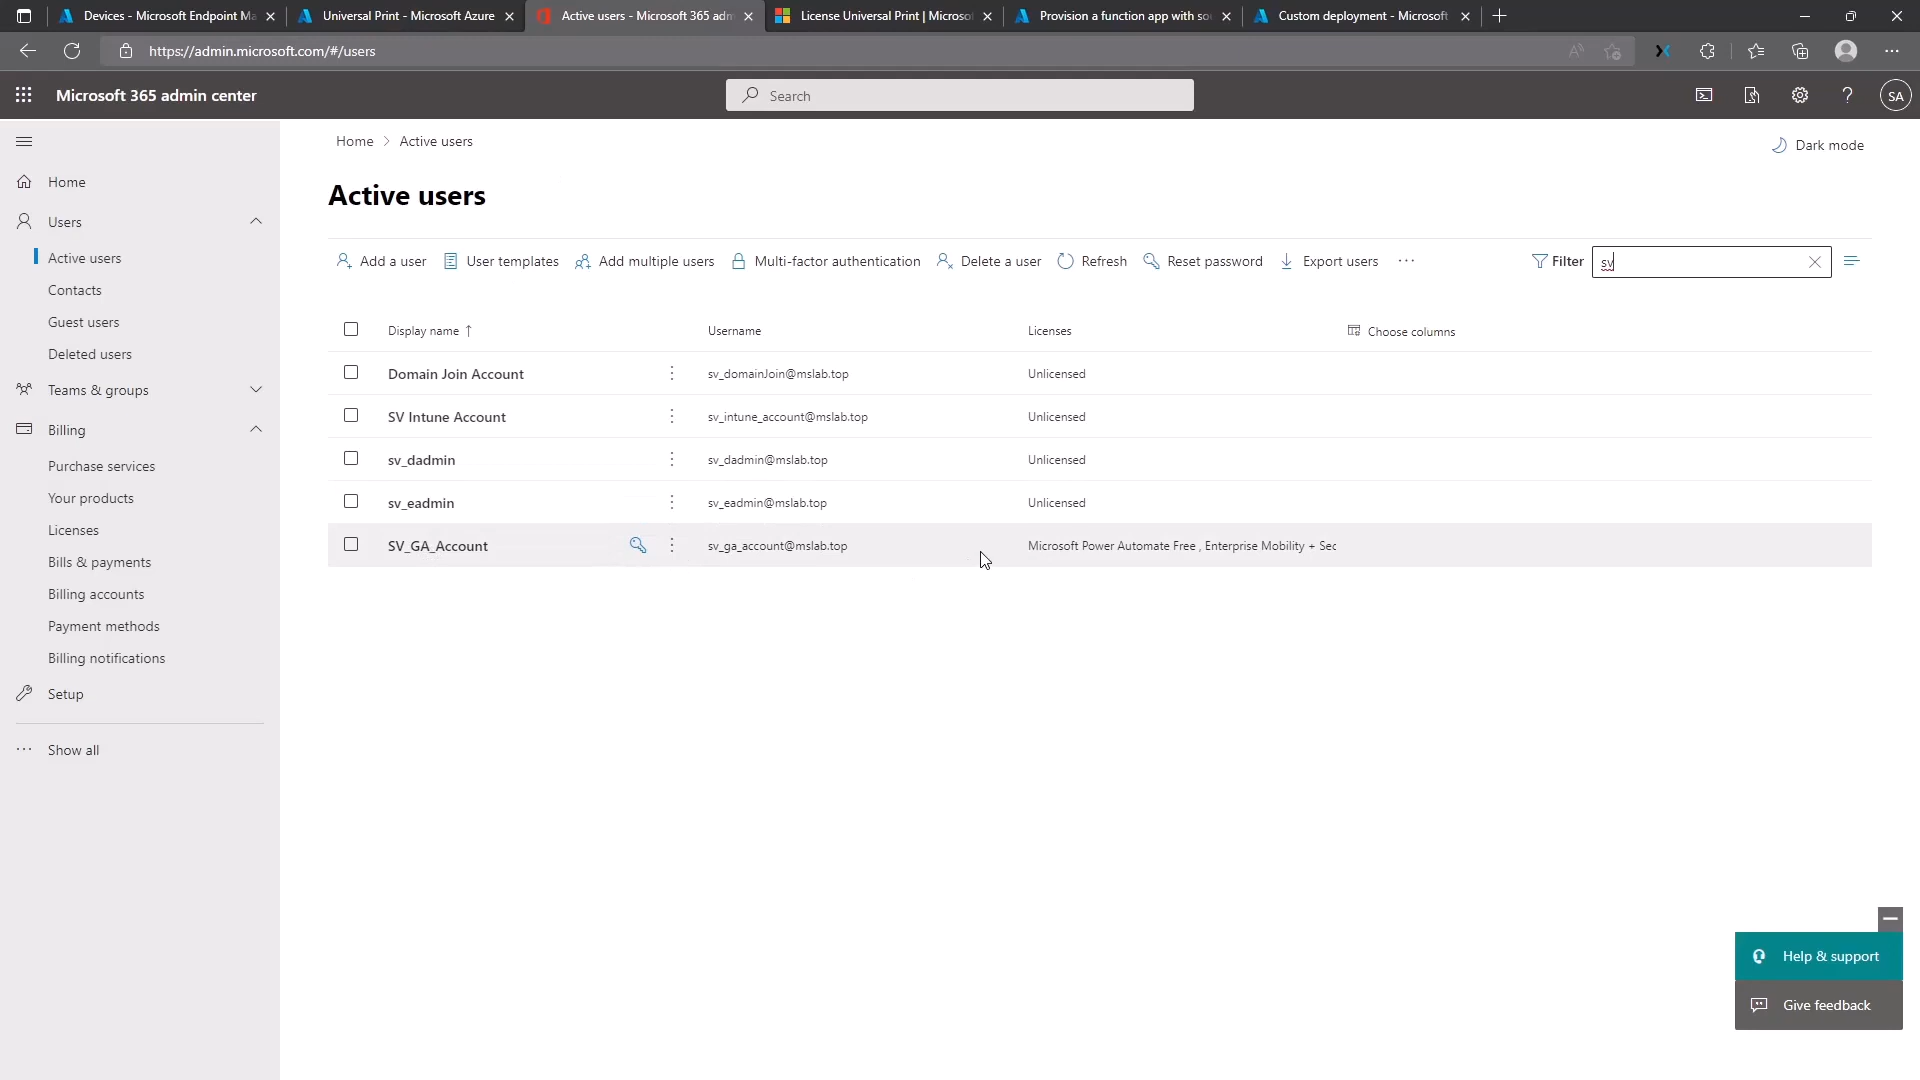 Devices - Microsoft Endpoint Ma
Universal Print - Microsoft Azure
Active users - Microsoft 365 adm
License Universal Print | Microsof
Provision a function app with so
Custom deployment - Microsoft
https://admin.microsoft.com/#/users
Microsoft 365 admin center
Search
SA
Home
Users
Active users
Contacts
Guest users
Deleted users
Teams & groups
Billing
Purchase services
Your products
Licenses
Bills & payments
Billing accounts
Payment methods
Billing notifications
Setup
Show all
Home > Active users
Dark mode
Active users
Add a user
User templates
Add multiple users
Multi-factor authentication
Delete a user
Refresh
Reset password
Export users
Filter
sv
Display name ↑ Username Licenses Choose columns
Domain Join Account sv_domainJoin@mslab.top Unlicensed
SV Intune Account sv_intune_account@mslab.top Unlicensed
sv_dadmin sv_dadmin@mslab.top Unlicensed
sv_eadmin sv_eadmin@mslab.top Unlicensed
SV_GA_Account sv_ga_account@mslab.top Microsoft Power Automate Free , Enterprise Mobility + Sec
Help & support
Give feedback